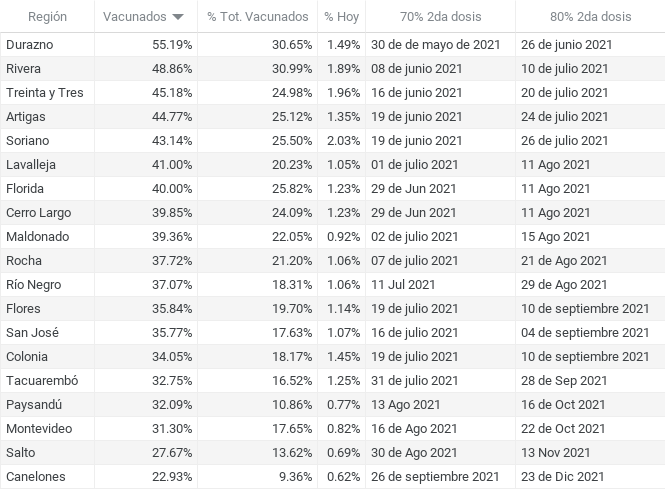 Región Vacunados % Tot. Vacunados % Hoy 70% 2da dosis 80% 2da dosis
Durazno 55.19% 30.65% 1.49% 30 de de mayo de 2021 26 de junio 2021
Rivera 48.86% 30.99% 1.89% 08 de junio 2021 10 de julio 2021
Treinta y Tres 45.18% 24.98% 1.96% 16 de junio 2021 20 de julio 2021
Artigas 44.77% 25.12% 1.35% 19 de junio 2021 24 de julio 2021
Soriano 43.14% 25.50% 2.03% 19 de junio 2021 26 de julio 2021
Lavalleja 41.00% 20.23% 1.05% 01 de julio 2021 11 Ago 2021
Florida 40.00% 25.82% 1.23% 29 de Jun 2021 11 Ago 2021
Cerro Largo 39.85% 24.09% 1.23% 29 de Jun 2021 11 Ago 2021
Maldonado 39.36% 22.05% 0.92% 02 de julio 2021 15 Ago 2021
Rocha 37.72% 21.20% 1.06% 07 de julio 2021 21 de Ago 2021
Río Negro 37.07% 18.31% 1.06% 11 Jul 2021 29 de Ago 2021
Flores 35.84% 19.70% 1.14% 19 de julio 2021 10 de septiembre 2021
San José 35.77% 17.63% 1.07% 16 de julio 2021 04 de septiembre 2021
Colonia 34.05% 18.17% 1.45% 19 de julio 2021 10 de septiembre 2021
Tacuarembó 32.75% 16.52% 1.25% 31 de julio 2021 28 de Sep 2021
Paysandú 32.09% 10.86% 0.77% 13 Ago 2021 16 de Oct 2021
Montevideo 31.30% 17.65% 0.82% 16 de Ago 2021 22 de Oct 2021
Salto 27.67% 13.62% 0.69% 30 de Ago 2021 13 Nov 2021
Canelones 22.93% 9.36% 0.62% 26 de septiembre 2021 23 de Dic 2021